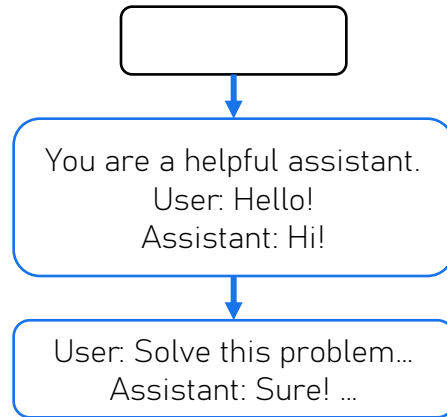 You are a helpful assistant.
User: Hello!
Assistant: Hi!
User: Solve this problem...
Assistant: Sure! ...